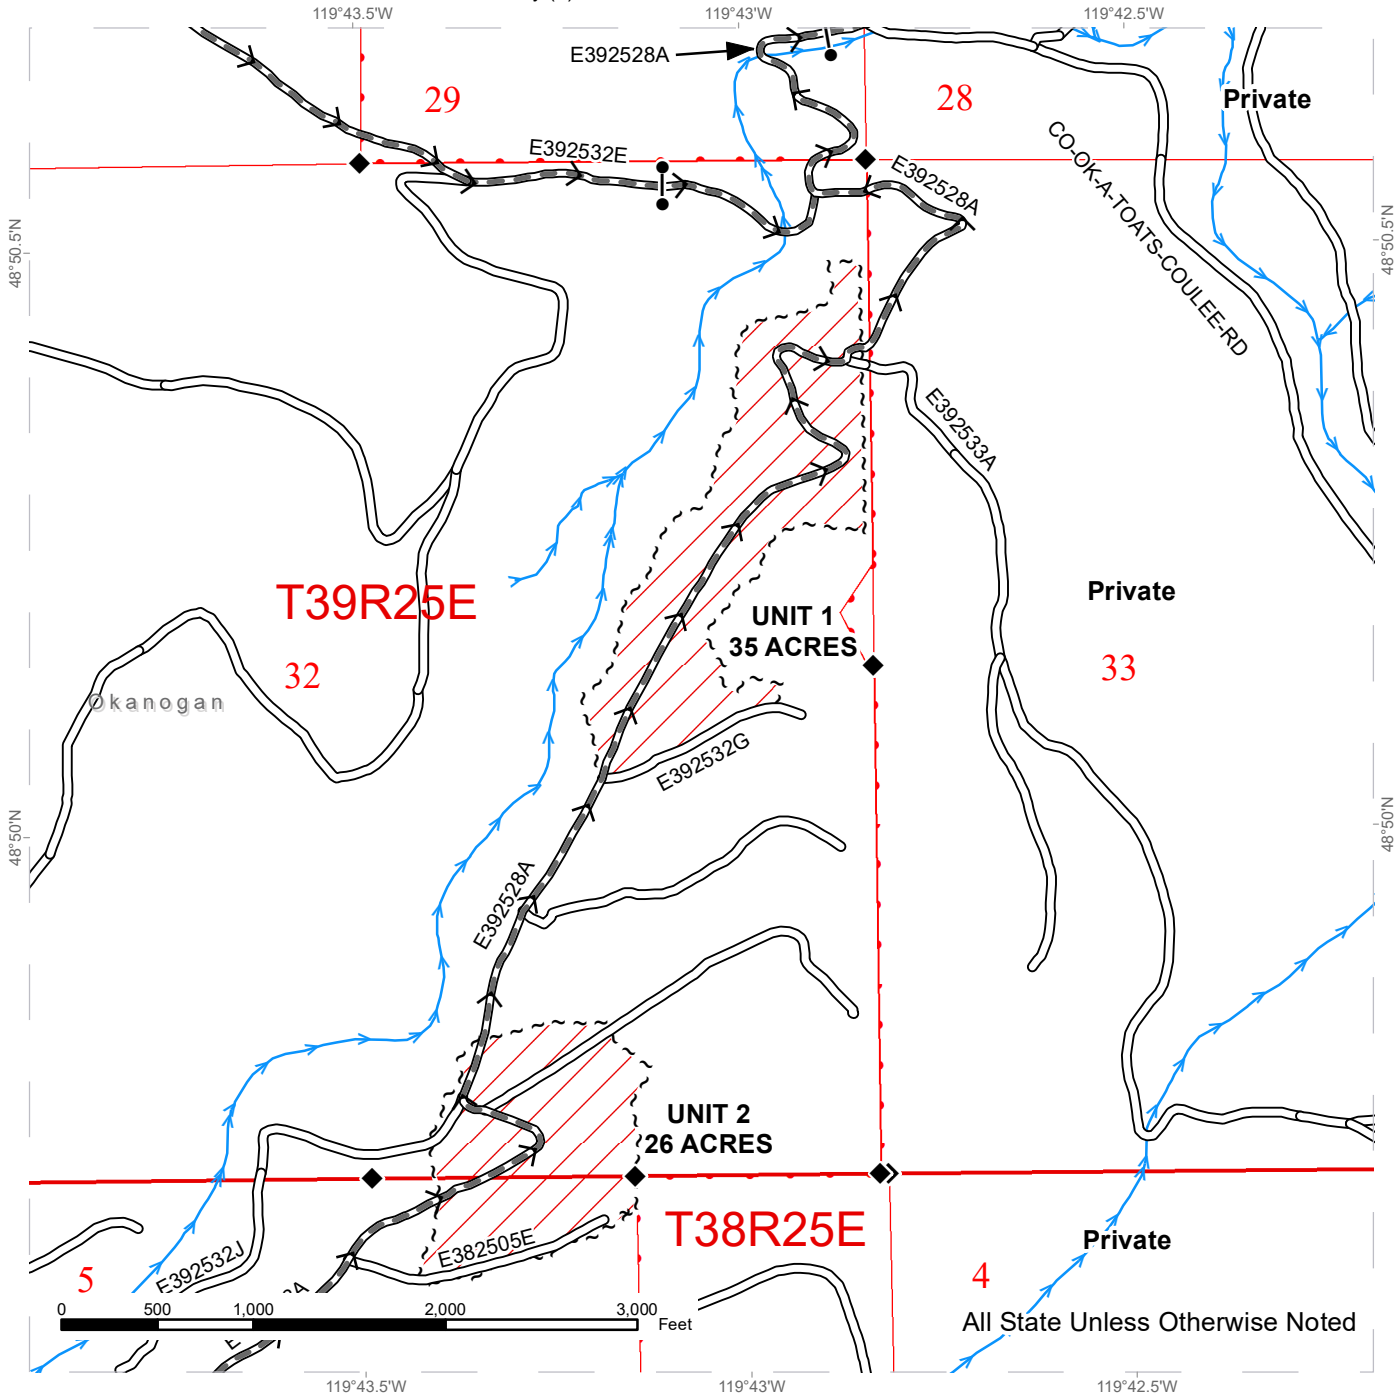 119°43.5'W
119°43'W
119°42.5'W
E392528A
29
28
Private
E392532E
E392528A
CO-OK-A-TOATS-COULEE-RD
48°50.5'N
48°50.5'N
E392533A
T39R25E
UNIT 1
35 ACRES
Private
32
33
Okanogan
E392532G
48°50'N
48°50'N
E392528A
UNIT 2
26 ACRES
T38R25E
Private
E382505E
E392532J
5
4
0
500
1,000
2,000
3,000
Feet
All State Unless Otherwise Noted
119°43.5'W
119°43'W
119°42.5'W